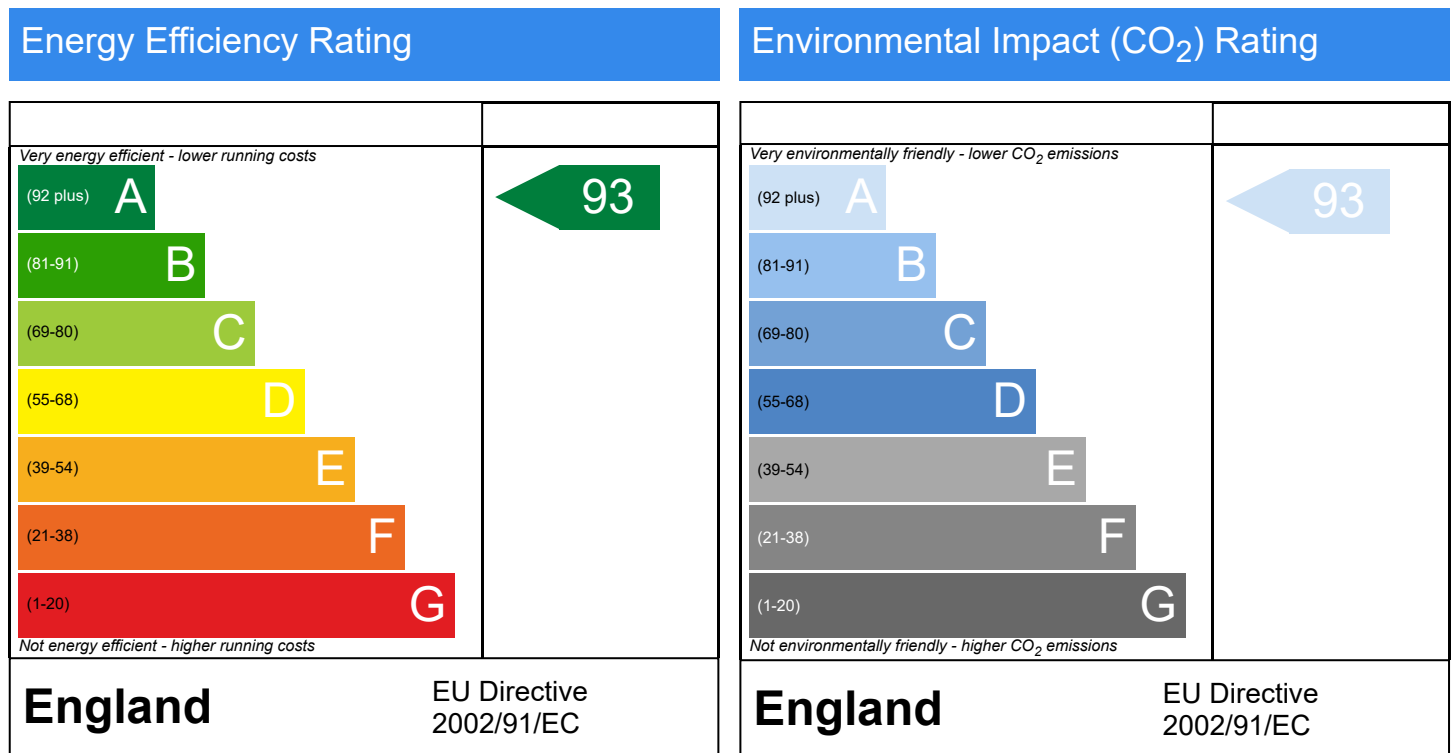 Energy Efficiency Rating
Very energy efficient - lower running costs
(92 plus) A
93
(81-91) B
(69-80) C
(55-68) D
(39-54) E
(21-38) F
(1-20) G
Not energy efficient - higher running costs
England
EU Directive
2002/91/EC
Environmental Impact (CO₂) Rating
Very environmentally friendly - lower CO₂ emissions
(92 plus) A
93
(81-91) B
(69-80) C
(55-68) D
(39-54) E
(21-38) F
(1-20) G
Not environmentally friendly - higher CO₂ emissions
England
EU Directive
2002/91/EC